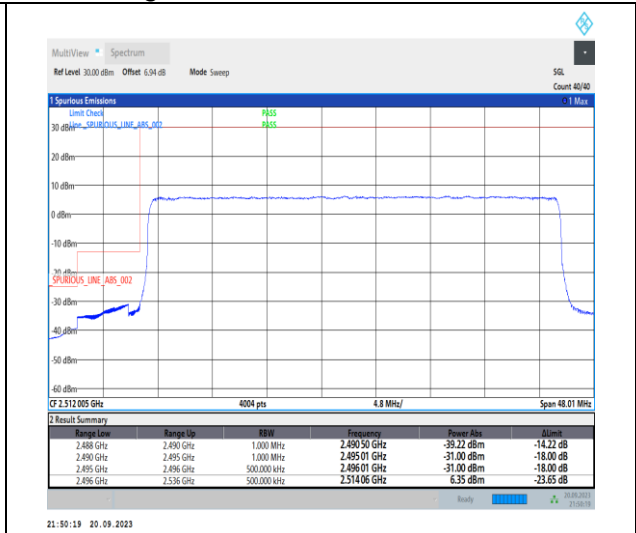 MultiView Spectrum
Ref Level 30.00 dBm Offset 6.94 dB Mode Sweep SGL
Count 40/40
1 Spurious Emissions 1 Max
Limit Check PASS
30 dBm Line _SPURIOUS_LINE_ABS_002 PASS
20 dBm
10 dBm
0 dBm
-10 dBm
-20 dBm
_SPURIOUS_LINE_ABS_002
-30 dBm
-40 dBm
-50 dBm
-60 dBm
CF 2.512 005 GHz 4004 pts 4.8 MHz/ Span 48.01 MHz
2 Result Summary
Range Low Range Up RBW Frequency Power Abs ΔLimit
2.488 GHz 2.490 GHz 1.000 MHz 2.490 50 GHz -39.22 dBm -14.22 dB
2.490 GHz 2.495 GHz 1.000 MHz 2.495 01 GHz -31.00 dBm -18.00 dB
2.495 GHz 2.496 GHz 500.000 kHz 2.496 01 GHz -31.00 dBm -18.00 dB
2.496 GHz 2.536 GHz 500.000 kHz 2.514 06 GHz 6.35 dBm -23.65 dB
Ready 20.09.2023
21:50:19
21:50:19 20.09.2023